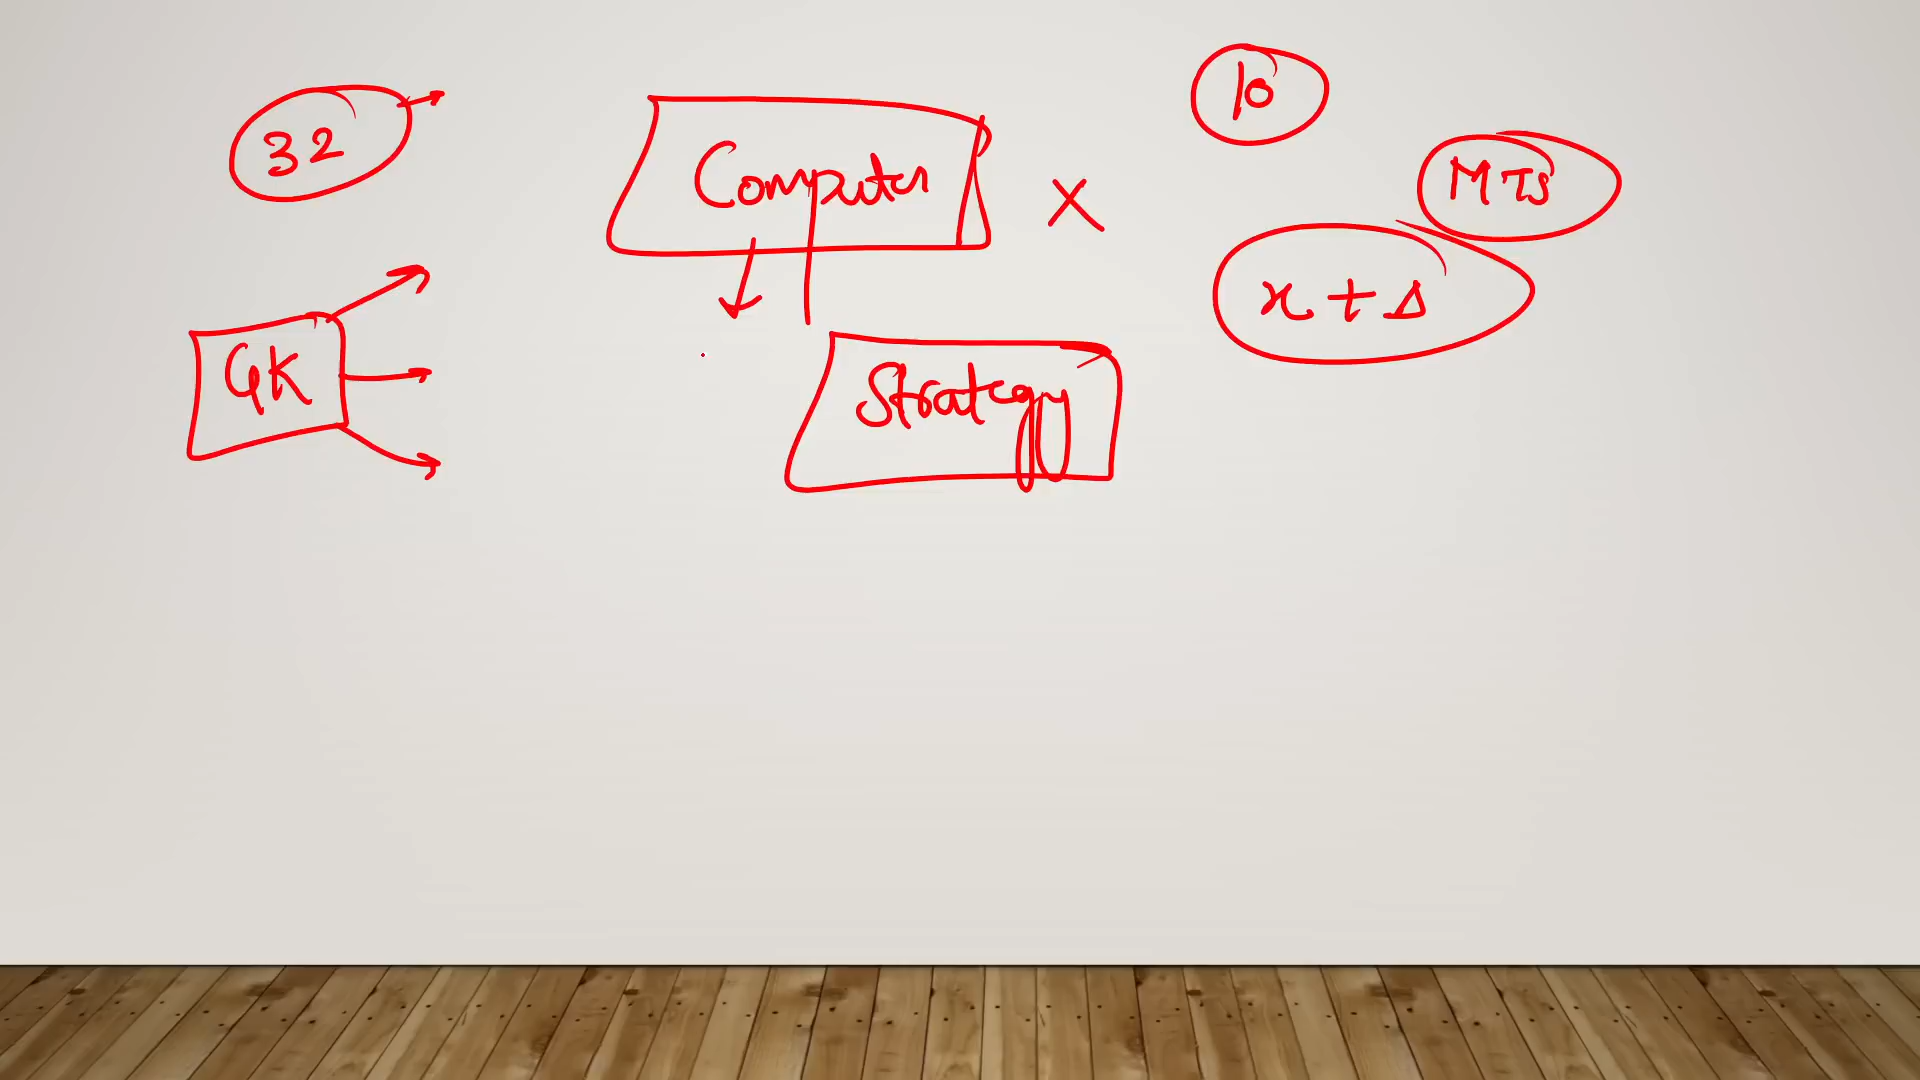 32
Computer
X
10
MTS
x + Δ
GK
Strategy